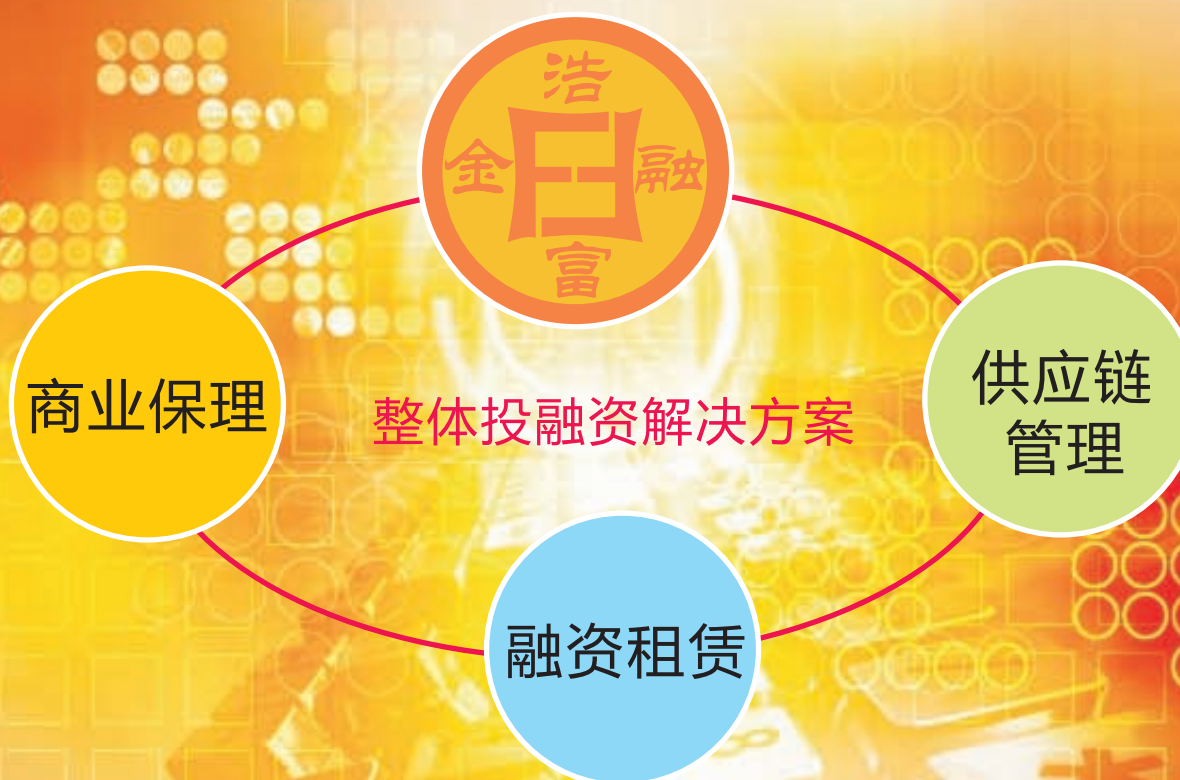 浩
金 融
富
商业保理
整体投融资解决方案
供应链
管理
融资租赁